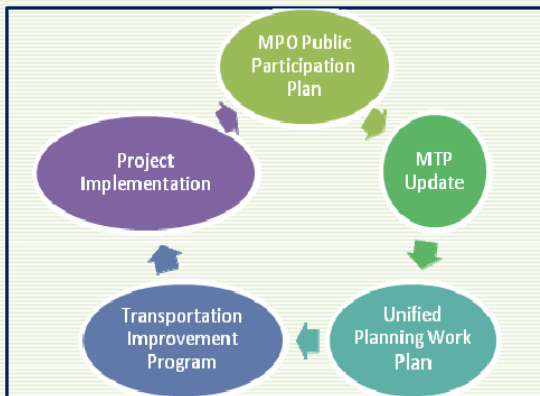 MPO Public
Participation
Plan
MTP
Update
Unified
Planning Work
Plan
Transportation
Improvement
Program
Project
Implementation